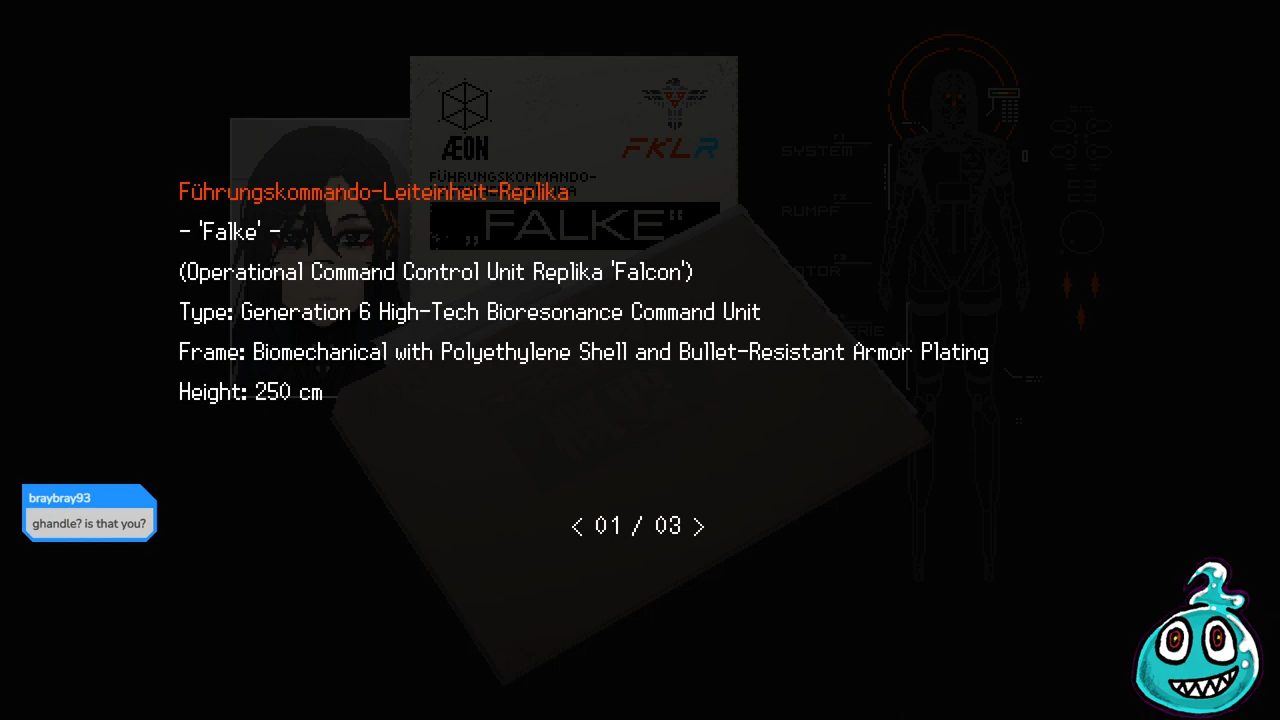 ÆON
FKLR
FÜHRUNGSKOMMANDO-
„FALKE“
SYSTEM
RUMPF
Führungskommando-Leiteinheit-Replika
- 'Falke' -
(Operational Command Control Unit Replika 'Falcon')
Type: Generation 6 High-Tech Bioresonance Command Unit
Frame: Biomechanical with Polyethylene Shell and Bullet-Resistant Armor Plating
Height: 250 cm
braybray93
ghandle? is that you?
< 01 / 03 >